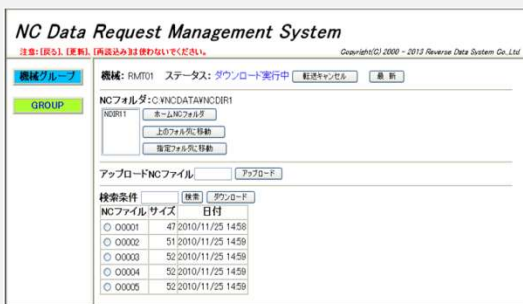 NC Data Request Management System
注意:[戻る]、[更新]、[再読込み]は使わないでください。
Copyright(C) 2000 - 2013 Reverse Data System Co.,Ltd
機械グループ
GROUP
機械: RMT01 ステータス: ダウンロード実行中 転送キャンセル 最 新
NCフォルダ:C:¥NCDATA¥NCDIR1
NDIR11
ホームNCフォルダ
上のフォルダに移動
指定フォルダに移動
アップロードNCファイル アップロード
検索条件 検索 ダウンロード
NCファイル サイズ 日付
O0001 47 2010/11/25 14:58
O0002 51 2010/11/25 14:59
O0003 52 2010/11/25 14:59
O0004 52 2010/11/25 14:59
O0005 52 2010/11/25 14:59